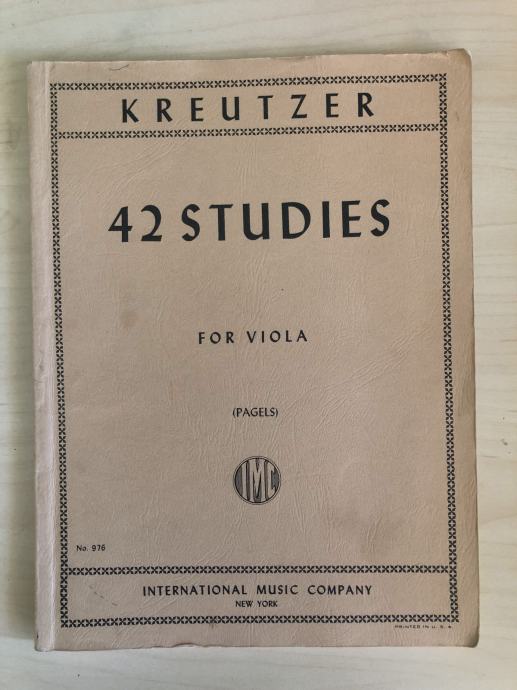 KREUTZER
42 STUDIES
FOR VIOLA
(PAGELS)
IMC
No. 976
INTERNATIONAL MUSIC COMPANY
NEW YORK
PRINTED IN U. S. A.